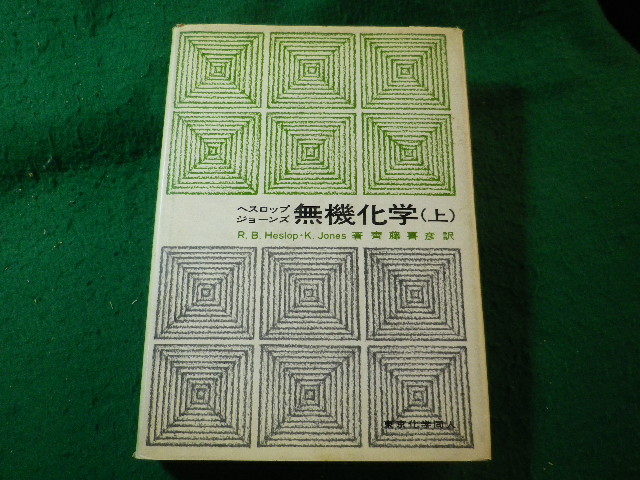 ヘスロップ
ジョーンズ 無機化学(上)
R. B. Heslop・K. Jones 著 齊藤喜彦訳
東京化学同人